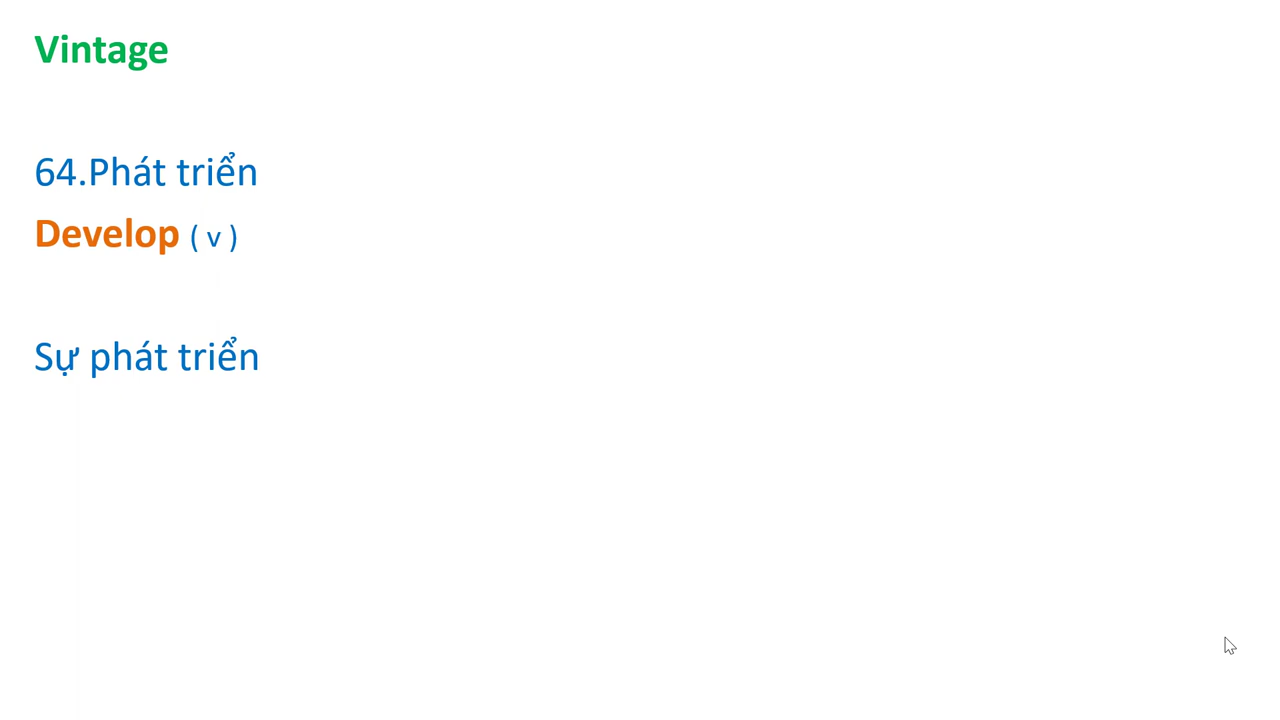 Vintage
64.Phát triển
Develop ( v )
Sự phát triển